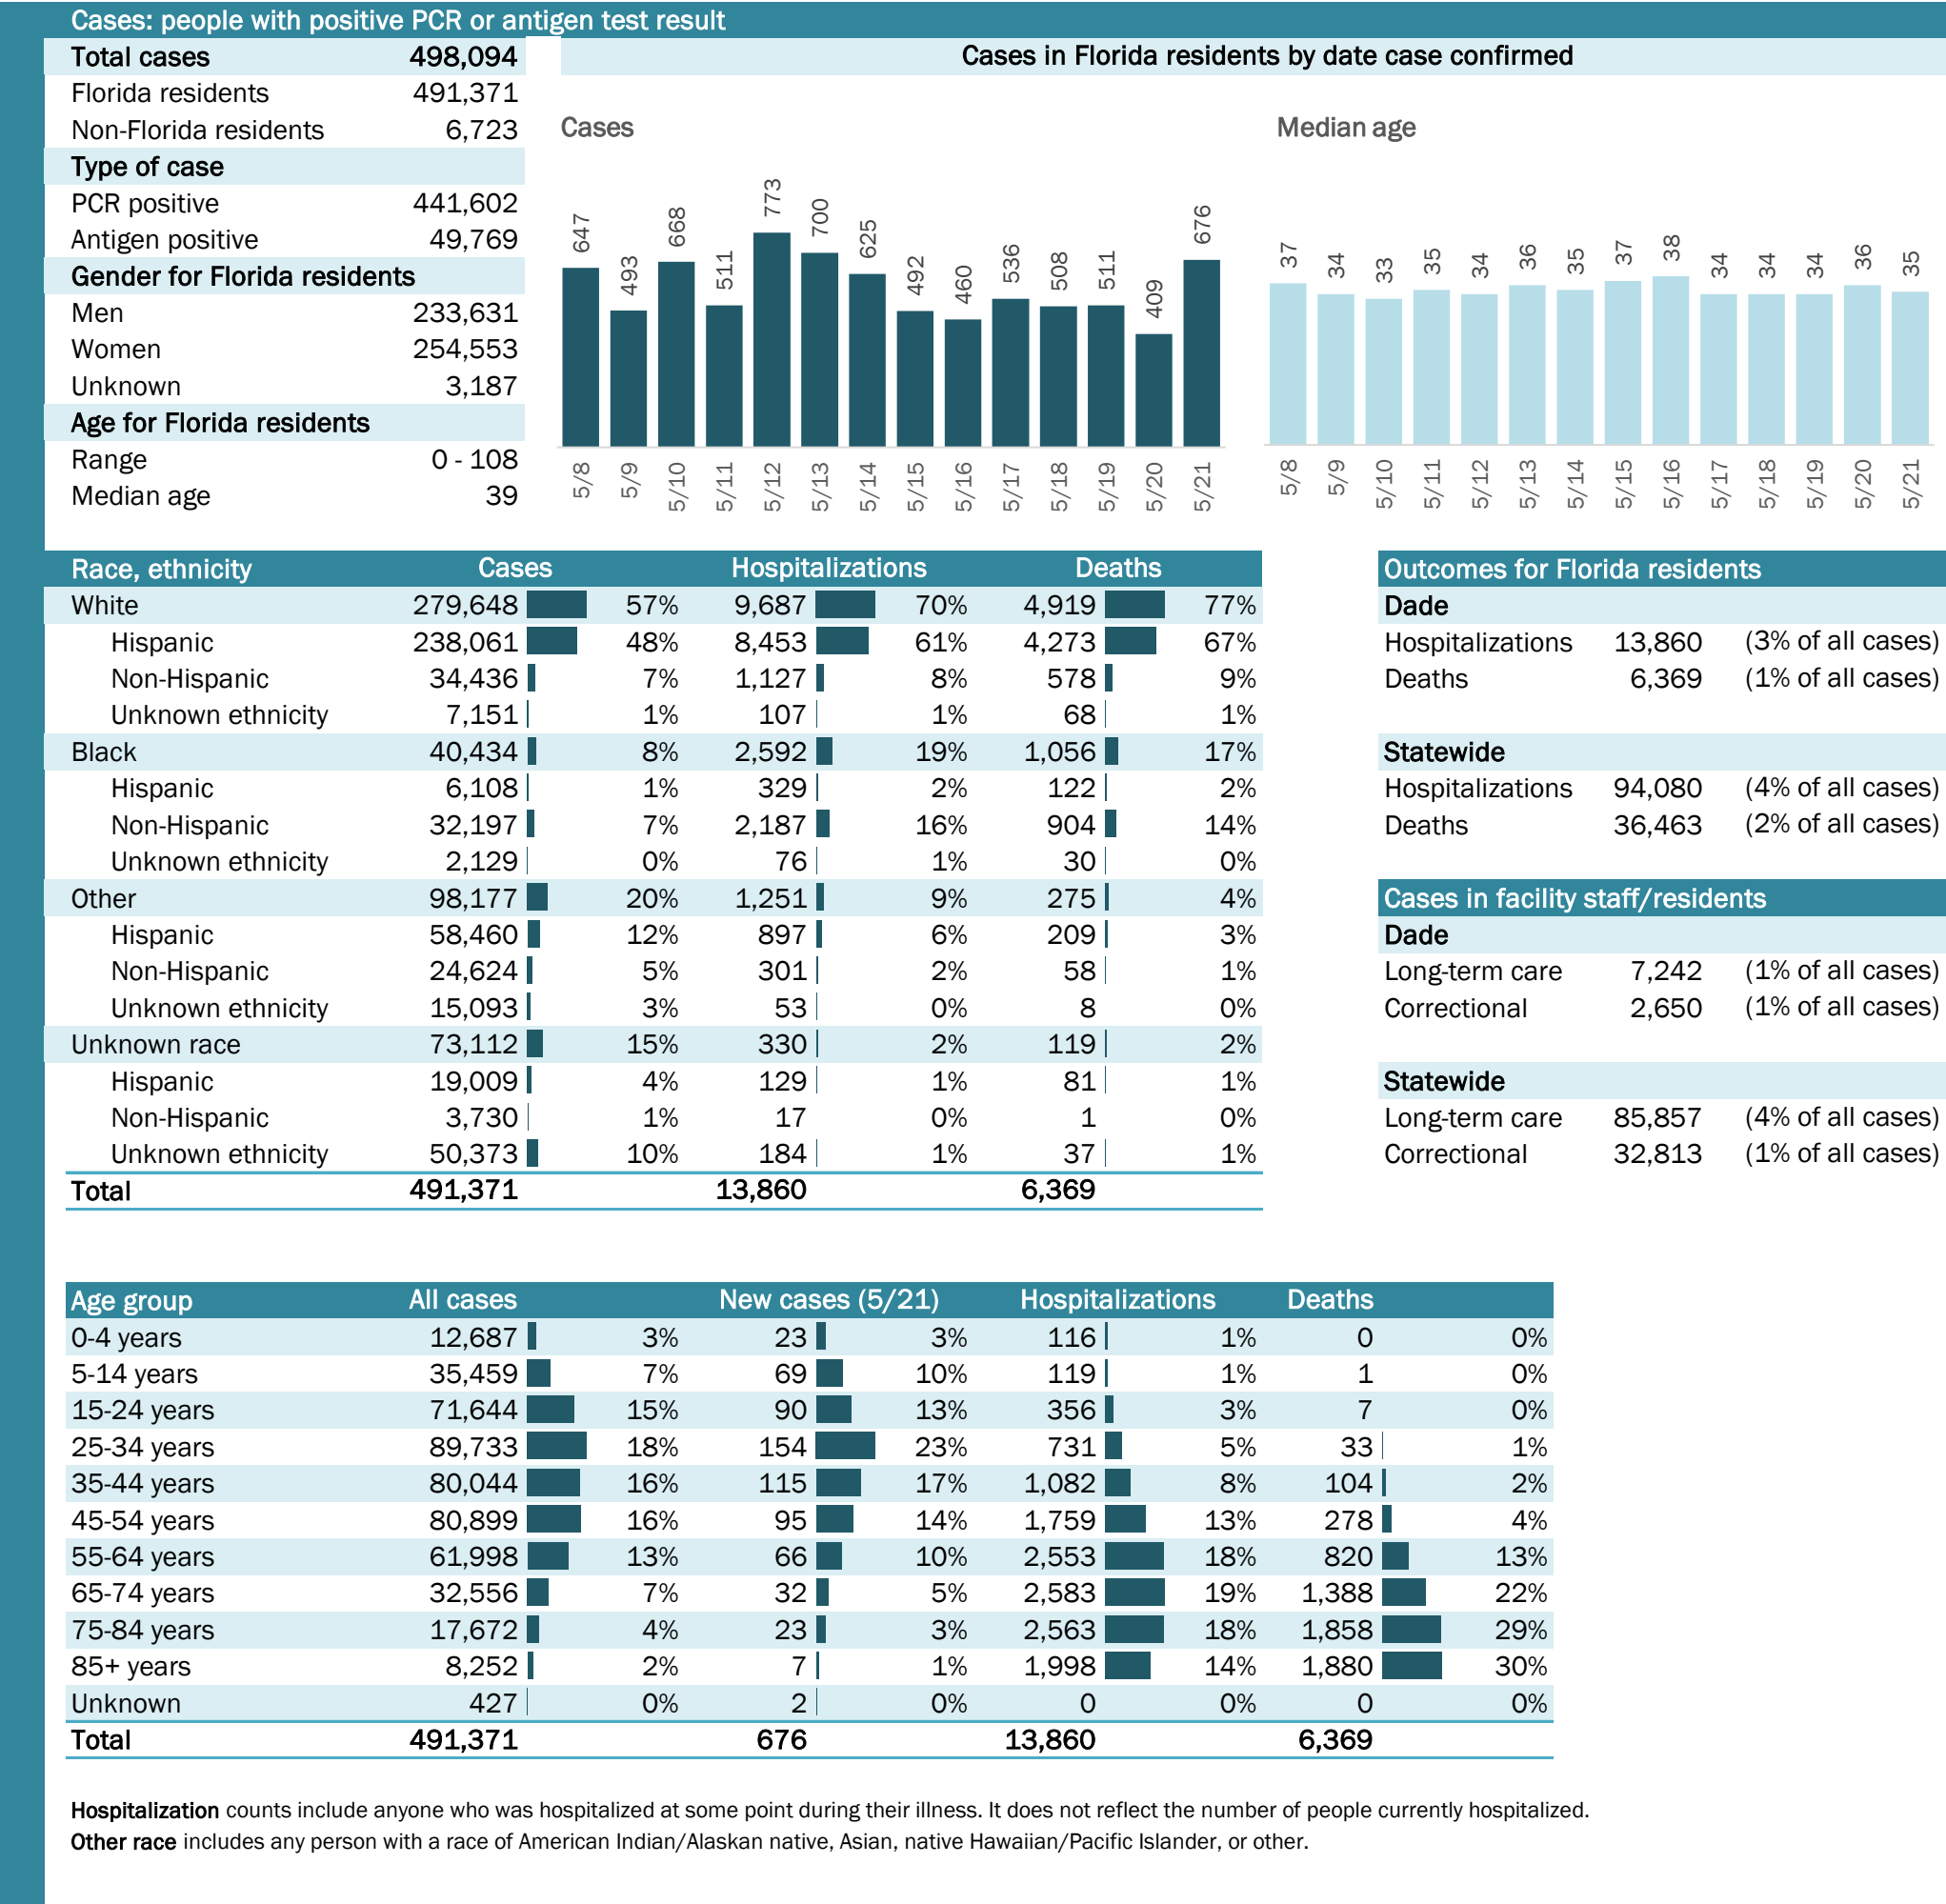 Cases: people with positive PCR or antigen test result
Total cases 498,094
Florida residents 491,371
Non-Florida residents 6,723
Type of case
PCR positive 441,602
Antigen positive 49,769
Gender for Florida residents
Men 233,631
Women 254,553
Unknown 3,187
Age for Florida residents
Range 0 - 108
Median age 39
Cases in Florida residents by date case confirmed
Cases
647 493 668 511 773 700 625 492 460 536 508 511 409 676
5/8 5/9 5/10 5/11 5/12 5/13 5/14 5/15 5/16 5/17 5/18 5/19 5/20 5/21
Median age
37 34 33 35 34 36 35 37 38 34 34 34 36 35
5/8 5/9 5/10 5/11 5/12 5/13 5/14 5/15 5/16 5/17 5/18 5/19 5/20 5/21
Race, ethnicity Cases Hospitalizations Deaths
White 279,648 57% 9,687 70% 4,919 77%
Hispanic 238,061 48% 8,453 61% 4,273 67%
Non-Hispanic 34,436 7% 1,127 8% 578 9%
Unknown ethnicity 7,151 1% 107 1% 68 1%
Black 40,434 8% 2,592 19% 1,056 17%
Hispanic 6,108 1% 329 2% 122 2%
Non-Hispanic 32,197 7% 2,187 16% 904 14%
Unknown ethnicity 2,129 0% 76 1% 30 0%
Other 98,177 20% 1,251 9% 275 4%
Hispanic 58,460 12% 897 6% 209 3%
Non-Hispanic 24,624 5% 301 2% 58 1%
Unknown ethnicity 15,093 3% 53 0% 8 0%
Unknown race 73,112 15% 330 2% 119 2%
Hispanic 19,009 4% 129 1% 81 1%
Non-Hispanic 3,730 1% 17 0% 1 0%
Unknown ethnicity 50,373 10% 184 1% 37 1%
Total 491,371 13,860 6,369
Outcomes for Florida residents
Dade
Hospitalizations 13,860 (3% of all cases)
Deaths 6,369 (1% of all cases)
Statewide
Hospitalizations 94,080 (4% of all cases)
Deaths 36,463 (2% of all cases)
Cases in facility staff/residents
Dade
Long-term care 7,242 (1% of all cases)
Correctional 2,650 (1% of all cases)
Statewide
Long-term care 85,857 (4% of all cases)
Correctional 32,813 (1% of all cases)
Age group All cases New cases (5/21) Hospitalizations Deaths
0-4 years 12,687 3% 23 3% 116 1% 0 0%
5-14 years 35,459 7% 69 10% 119 1% 1 0%
15-24 years 71,644 15% 90 13% 356 3% 7 0%
25-34 years 89,733 18% 154 23% 731 5% 33 1%
35-44 years 80,044 16% 115 17% 1,082 8% 104 2%
45-54 years 80,899 16% 95 14% 1,759 13% 278 4%
55-64 years 61,998 13% 66 10% 2,553 18% 820 13%
65-74 years 32,556 7% 32 5% 2,583 19% 1,388 22%
75-84 years 17,672 4% 23 3% 2,563 18% 1,858 29%
85+ years 8,252 2% 7 1% 1,998 14% 1,880 30%
Unknown 427 0% 2 0% 0 0% 0 0%
Total 491,371 676 13,860 6,369
Hospitalization counts include anyone who was hospitalized at some point during their illness. It does not reflect the number of people currently hospitalized.
Other race includes any person with a race of American Indian/Alaskan native, Asian, native Hawaiian/Pacific Islander, or other.